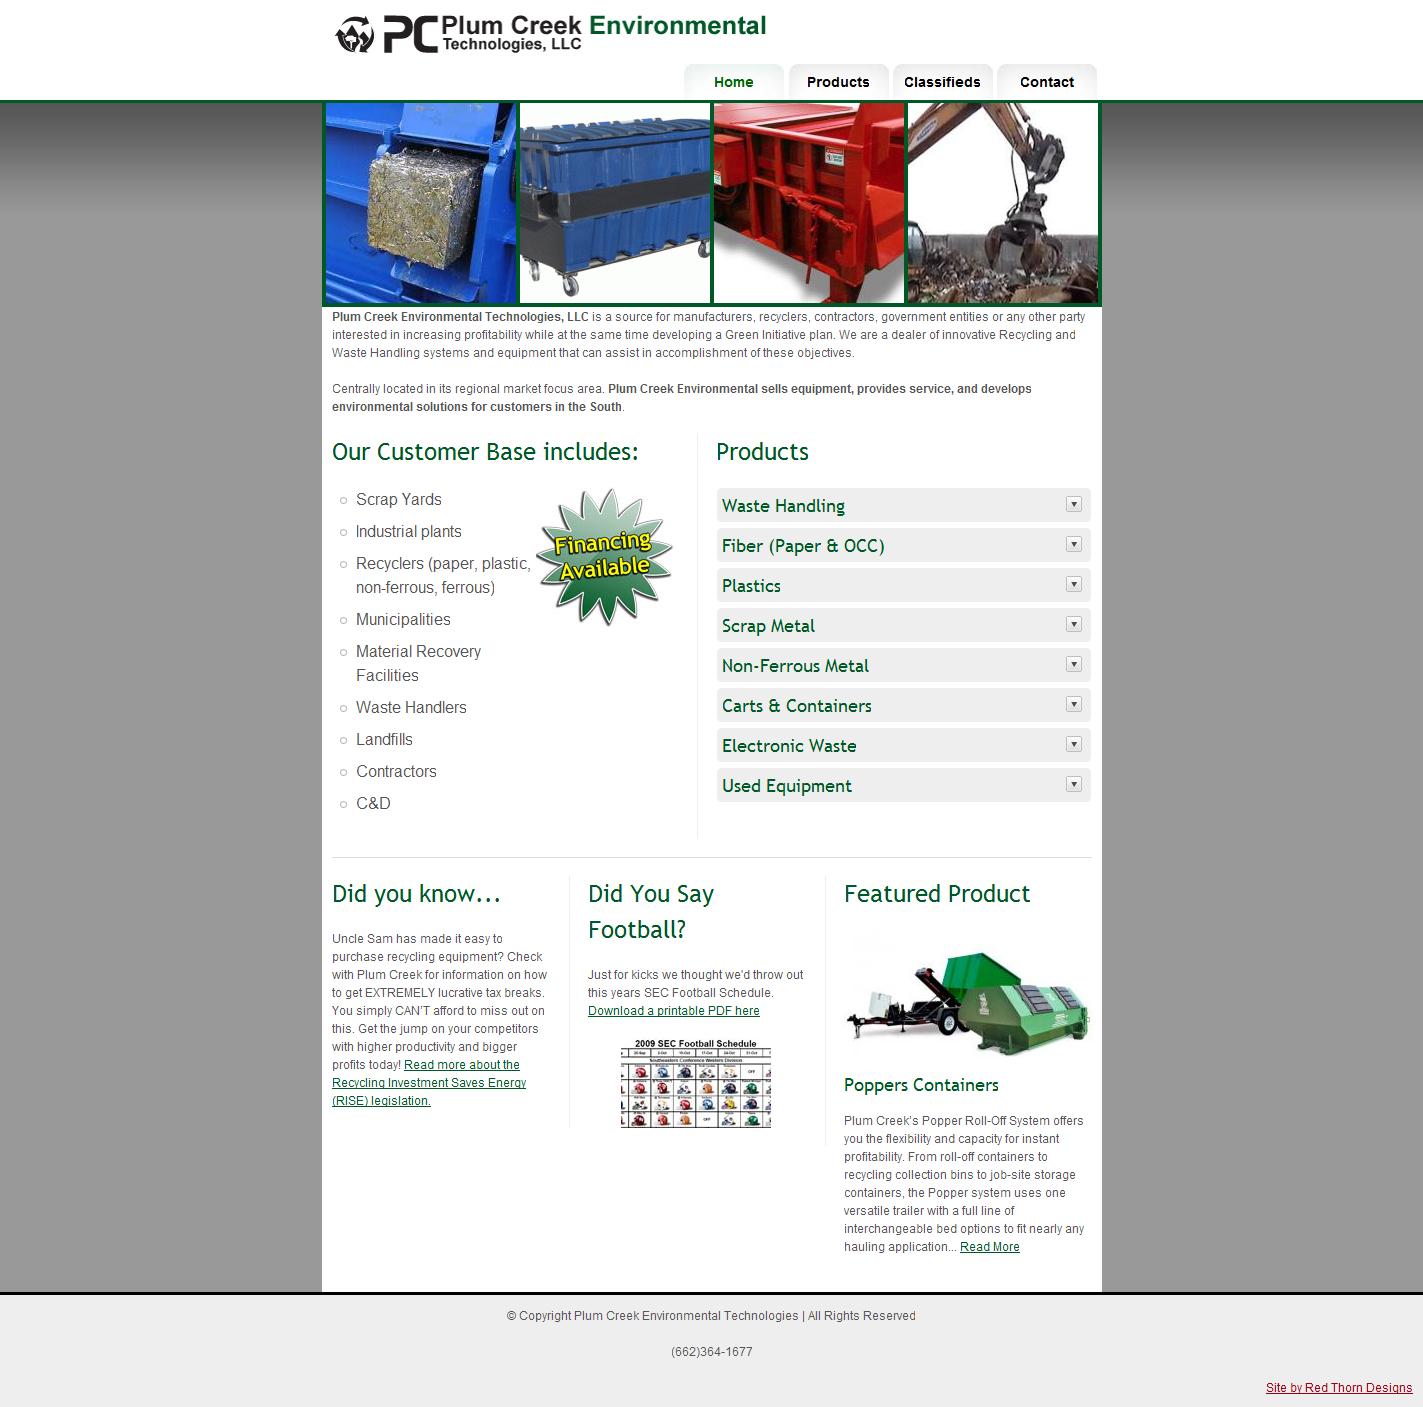 PC Plum Creek Environmental
Technologies, LLC
Home Products Classifieds Contact
Plum Creek Environmental Technologies, LLC is a source for manufacturers, recyclers, contractors, government entities or any other party
interested in increasing profitability while at the same time developing a Green Initiative plan. We are a dealer of innovative Recycling and
Waste Handling systems and equipment that can assist in accomplishment of these objectives.
Centrally located in its regional market focus area. Plum Creek Environmental sells equipment, provides service, and develops
environmental solutions for customers in the South.
Our Customer Base includes:
Scrap Yards
Industrial plants
Recyclers (paper, plastic,
non-ferrous, ferrous)
Municipalities
Material Recovery
Facilities
Waste Handlers
Landfills
Contractors
C&D
Financing
Available
Products
Waste Handling
Fiber (Paper & OCC)
Plastics
Scrap Metal
Non-Ferrous Metal
Carts & Containers
Electronic Waste
Used Equipment
Did you know...
Uncle Sam has made it easy to
purchase recycling equipment? Check
with Plum Creek for information on how
to get EXTREMELY lucrative tax breaks.
You simply CAN'T afford to miss out on
this. Get the jump on your competitors
with higher productivity and bigger
profits today! Read more about the
Recycling Investment Saves Energy
(RISE) legislation.
Did You Say
Football?
Just for kicks we thought we'd throw out
this years SEC Football Schedule.
Download a printable PDF here
2009 SEC Football Schedule
Southeastern Conference Western Division
Featured Product
Poppers Containers
Plum Creek's Popper Roll-Off System offers
you the flexibility and capacity for instant
profitability. From roll-off containers to
recycling collection bins to job-site storage
containers, the Popper system uses one
versatile trailer with a full line of
interchangeable bed options to fit nearly any
hauling application... Read More
© Copyright Plum Creek Environmental Technologies | All Rights Reserved
(662)364-1677
Site by Red Thorn Designs